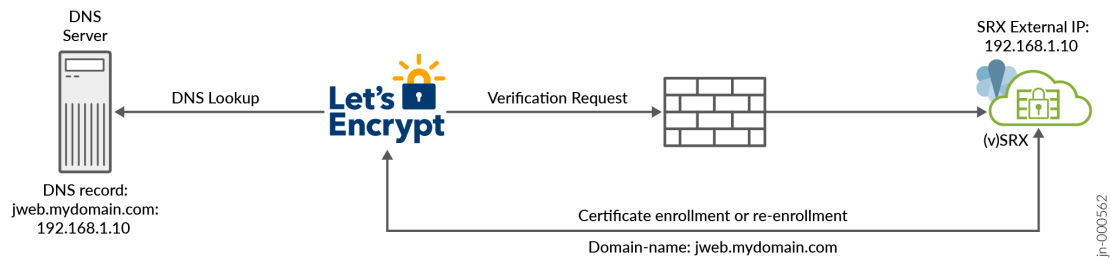 DNS
Server
DNS Lookup
Let's
Encrypt
Verification Request
SRX External IP:
192.168.1.10
(v)SRX
DNS record:
jweb.mydomain.com:
192.168.1.10
Certificate enrollment or re-enrollment
Domain-name: jweb.mydomain.com
jn-000562